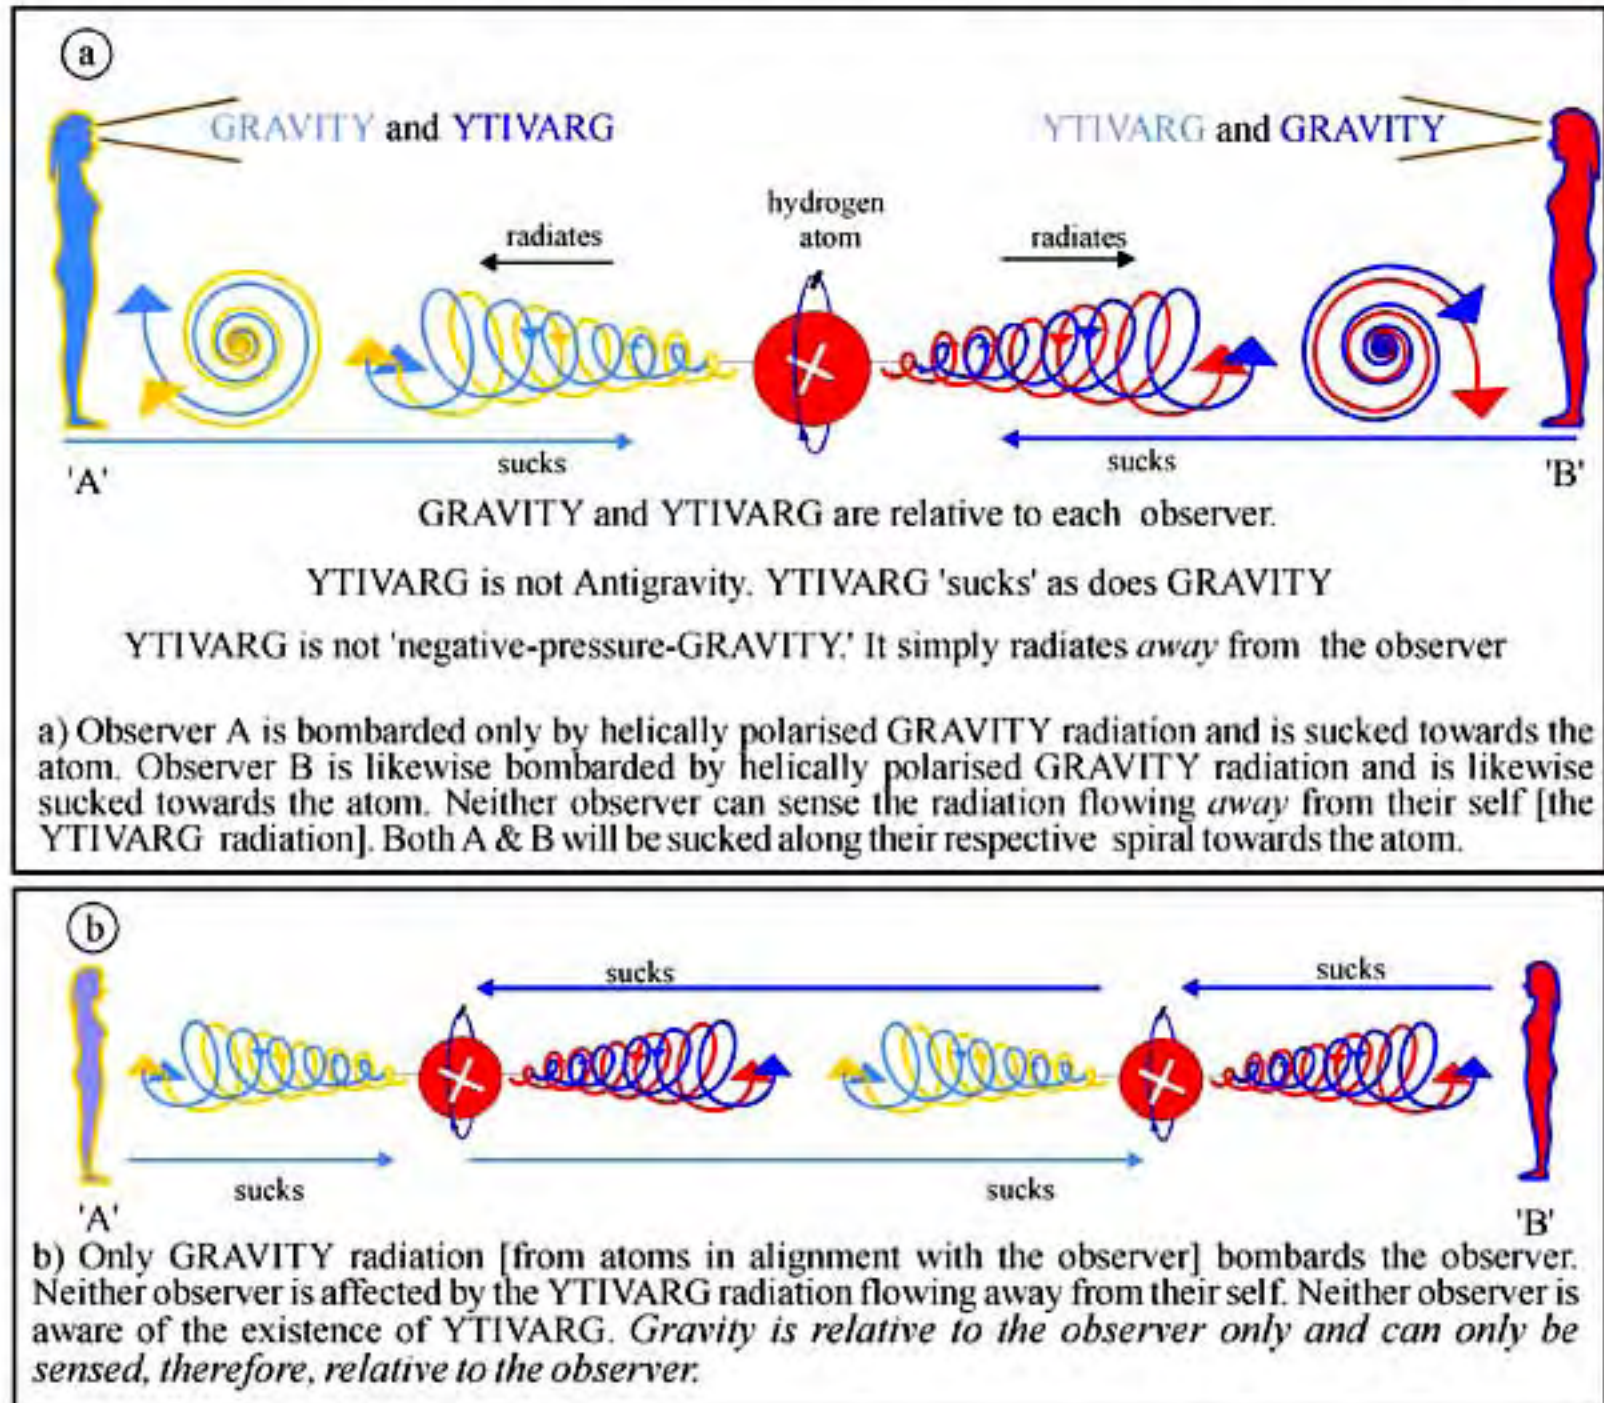 a
GRAVITY and YTIVARG
YTIVARG and GRAVITY
hydrogen
atom
radiates
radiates
sucks
sucks
'A'
'B'
GRAVITY and YTIVARG are relative to each observer.
YTIVARG is not Antigravity. YTIVARG 'sucks' as does GRAVITY
YTIVARG is not 'negative-pressure-GRAVITY.' It simply radiates away from the observer
a) Observer A is bombarded only by helically polarised GRAVITY radiation and is sucked towards the
atom. Observer B is likewise bombarded by helically polarised GRAVITY radiation and is likewise
sucked towards the atom. Neither observer can sense the radiation flowing away from their self [the
YTIVARG radiation]. Both A & B will be sucked along their respective spiral towards the atom.
b
sucks
sucks
sucks
sucks
'A'
'B'
b) Only GRAVITY radiation [from atoms in alignment with the observer] bombards the observer.
Neither observer is affected by the YTIVARG radiation flowing away from their self. Neither observer is
aware of the existence of YTIVARG. Gravity is relative to the observer only and can only be
sensed, therefore, relative to the observer.